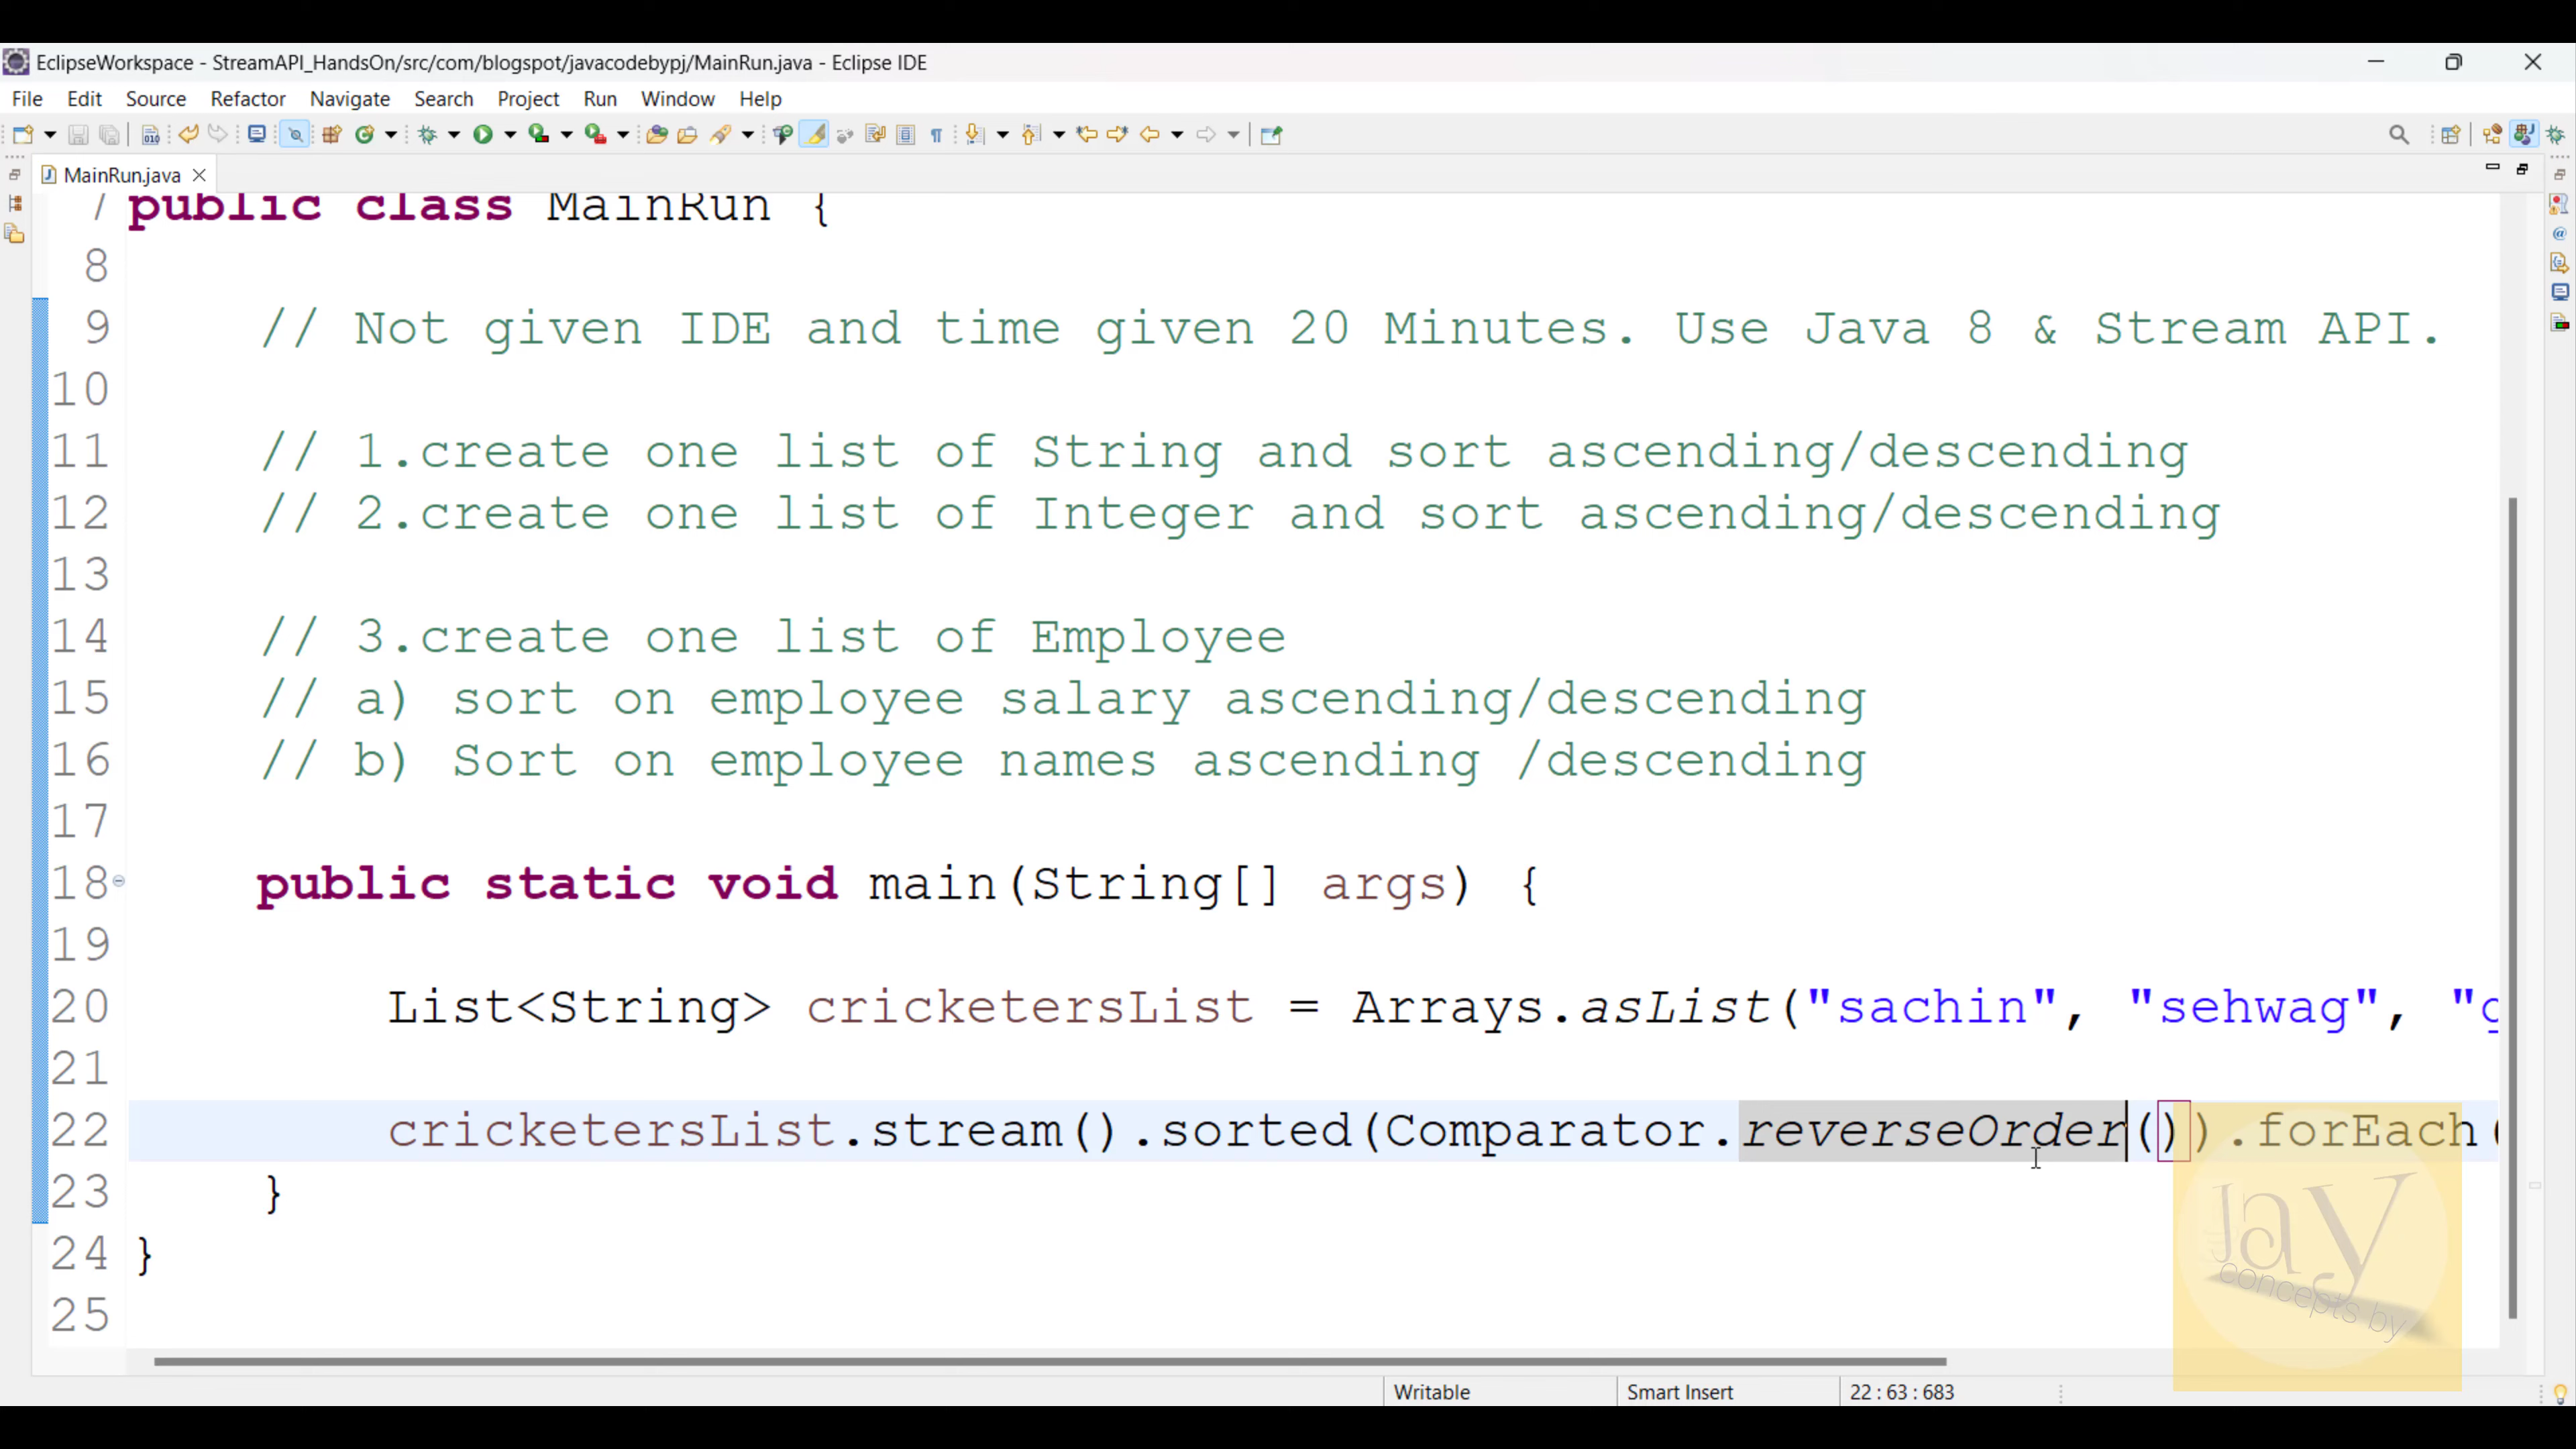 EclipseWorkspace - StreamAPI_HandsOn/src/com/blogspot/javacodebypj/MainRun.java - Eclipse IDE
File Edit Source Refactor Navigate Search Project Run Window Help
MainRun.java
7 public class MainRun {
8
9 // Not given IDE and time given 20 Minutes. Use Java 8 & Stream API.
10
11 // 1.create one list of String and sort ascending/descending
12 // 2.create one list of Integer and sort ascending/descending
13
14 // 3.create one list of Employee
15 // a) sort on employee salary ascending/descending
16 // b) Sort on employee names ascending /descending
17
18 public static void main(String[] args) {
19
20 List<String> cricketersList = Arrays.asList("sachin", "sehwag", "g
21
22 cricketersList.stream().sorted(Comparator.reverseOrder()).forEach(
23 }
24 }
25
Jay
concepts by
Writable Smart Insert 22 : 63 : 683